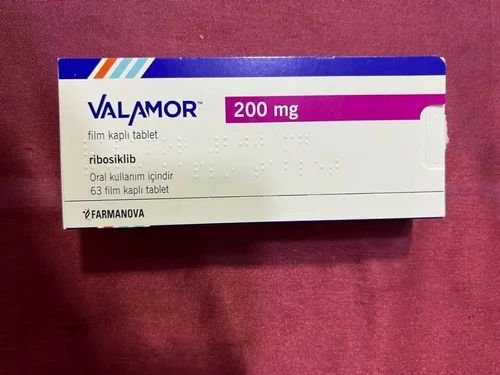 VALAMOR™ 200 mg
film kaplı tablet
ribosiklib
Oral kullanım içindir
63 film kaplı tablet
FARMANOVA